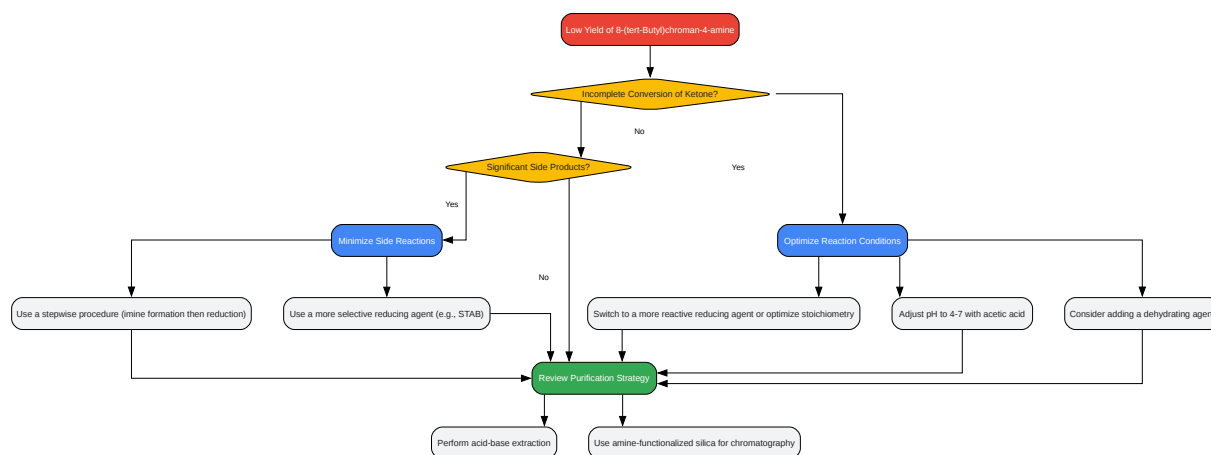 Low Yield of 8-(tert-Butyl)chroman-4-amine
Incomplete Conversion of Ketone?
No
Significant Side Products?
Yes
Yes
Minimize Side Reactions
Optimize Reaction Conditions
No
Use a stepwise procedure (imine formation then reduction)
Use a more selective reducing agent (e.g., STAB)
Switch to a more reactive reducing agent or optimize stoichiometry
Adjust pH to 4-7 with acetic acid
Consider adding a dehydrating agen
Review Purification Strategy
Perform acid-base extraction
Use amine-functionalized silica for chromatography